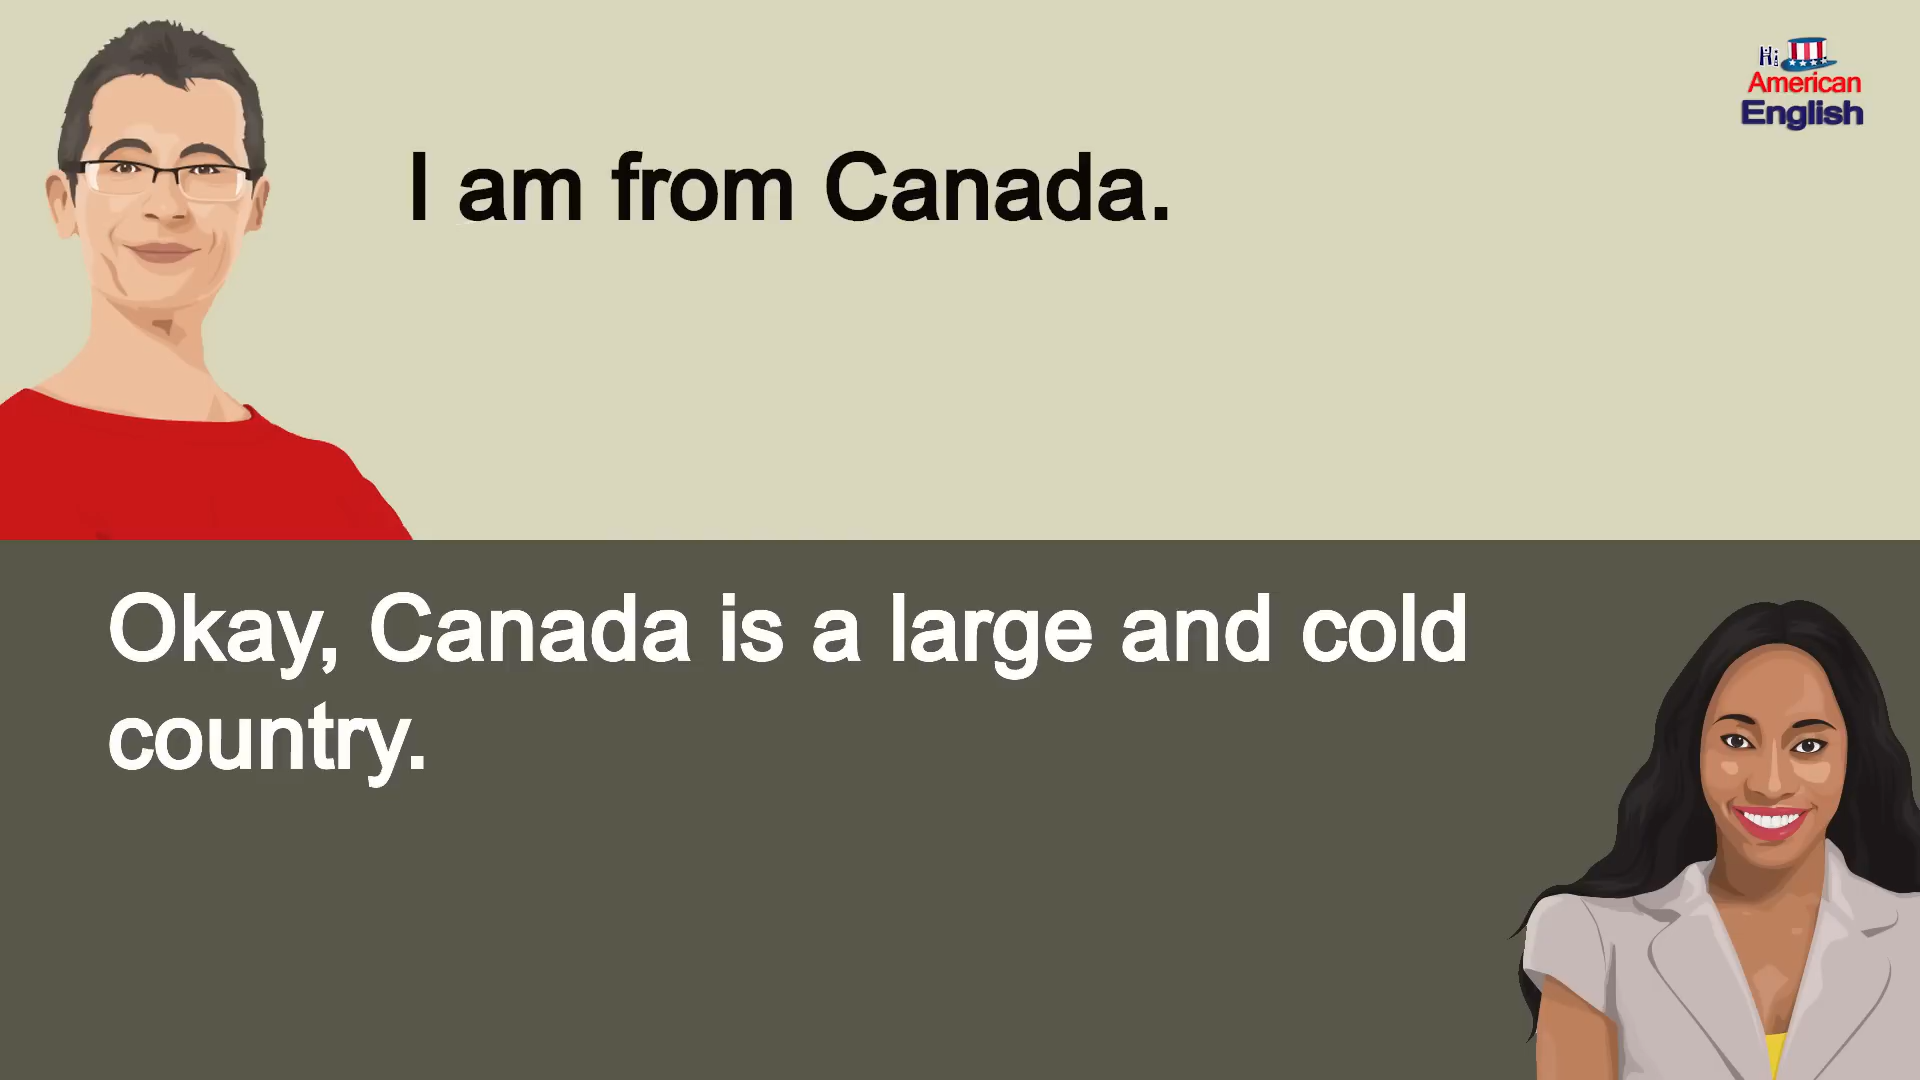 Hi
American
English
I am from Canada.
Okay, Canada is a large and cold
country.